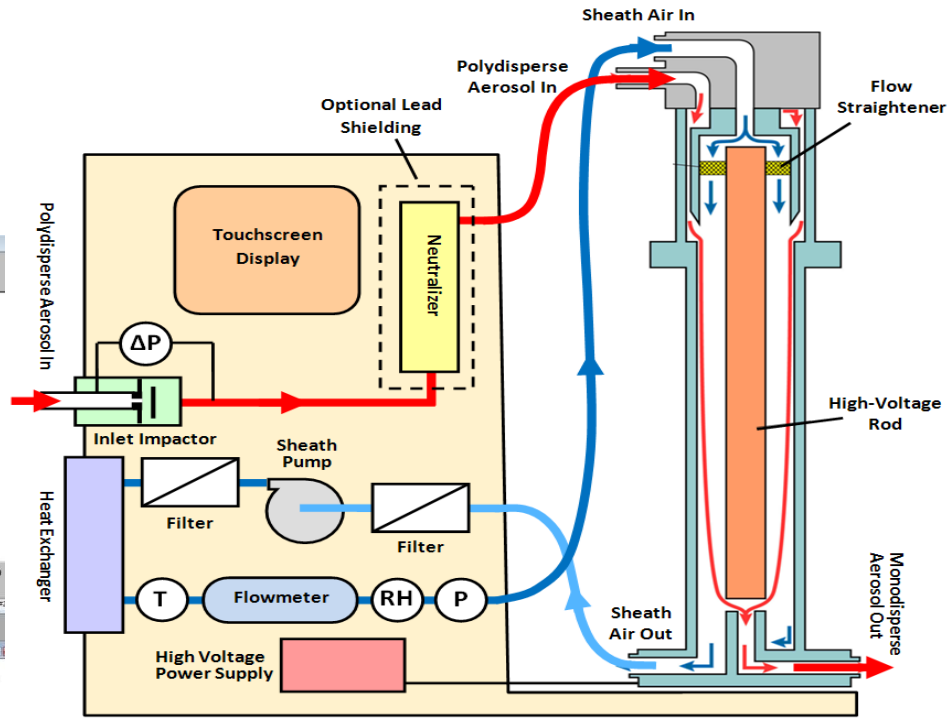 Sheath Air In
Polydisperse
Aerosol In
Flow
Straightener
Optional Lead
Shielding
Touchscreen
Display
Neutralizer
Polydisperse Aerosol In
ΔP
Inlet Impactor
High-Voltage
Rod
Sheath
Pump
Filter
Filter
Heat Exchanger
T
Flowmeter
RH
P
Sheath
Air Out
Monodisperse
Aerosol Out
High Voltage
Power Supply